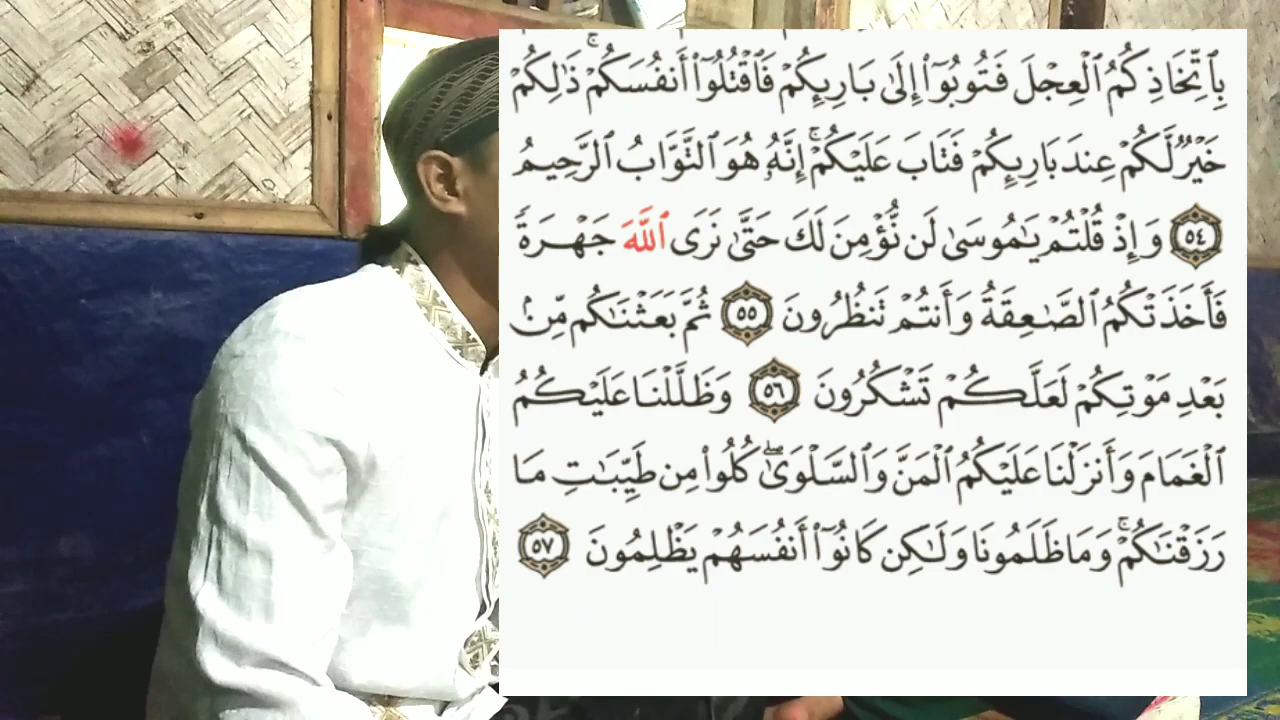 بِٱتِّخَاذِكُمُ ٱلْعِجْلَ فَتُوبُوٓا۟ إِلَىٰ بَارِئِكُمْ فَٱقْتُلُوٓا۟ أَنفُسَكُمْ ۚ ذَٰلِكُمْ
خَيْرٌ لَّكُمْ عِندَ بَارِئِكُمْ فَتَابَ عَلَيْكُمْ ۚ إِنَّهُۥ هُوَ ٱلتَّوَّابُ ٱلرَّحِيمُ
٥٤ وَإِذْ قُلْتُمْ يَٰمُوسَىٰ لَن نُّؤْمِنَ لَكَ حَتَّىٰ نَرَى ٱللَّهَ جَهْرَةً
فَأَخَذَتْكُمُ ٱلصَّٰعِقَةُ وَأَنتُمْ تَنظُرُونَ ٥٥ ثُمَّ بَعَثْنَٰكُم مِّنۢ
بَعْدِ مَوْتِكُمْ لَعَلَّكُمْ تَشْكُرُونَ ٥٦ وَظَلَّلْنَا عَلَيْكُمُ
ٱلْغَمَامَ وَأَنزَلْنَا عَلَيْكُمُ ٱلْمَنَّ وَٱلسَّلْوَىٰ ۖ كُلُوا۟ مِن طَيِّبَٰتِ مَا
رَزَقْنَٰكُمْ ۚ وَمَا ظَلَمُونَا وَلَٰكِن كَانُوٓا۟ أَنفُسَهُمْ يَظْلِمُونَ ٥٧